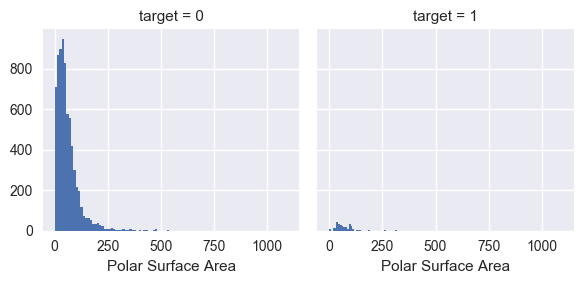 target = 0
target = 1
800
600
400
200
0
0 250 500 750 1000
0 250 500 750 1000
Polar Surface Area
Polar Surface Area